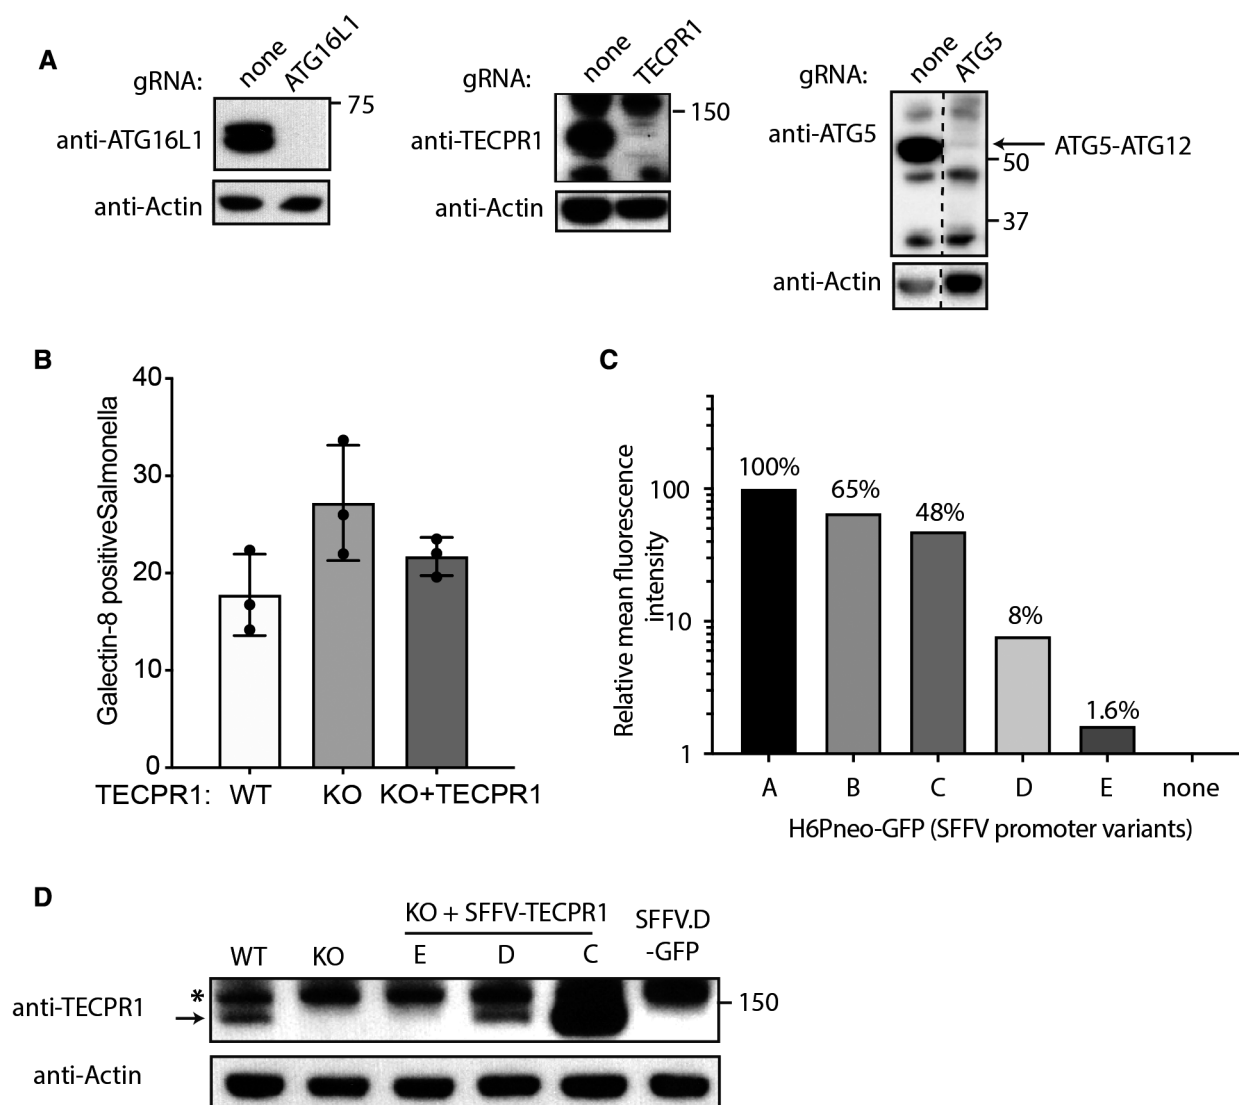 A
gRNA: none ATG16L1
75
anti-ATG16L1
anti-Actin
gRNA: none TECPR1
150
anti-TECPR1
anti-Actin
gRNA: none ATG5
anti-ATG5
ATG5-ATG12
50
37
anti-Actin
B
Galectin-8 positiveSalmonella
40
30
20
10
0
TECPR1: WT KO KO+TECPR1
C
Relative mean fluorescence
intensity
100
10
1
100%
65%
48%
8%
1.6%
A B C D E none
H6Pneo-GFP (SFFV promoter variants)
D
KO + SFFV-TECPR1
SFFV.D
-GFP
WT KO E D C
anti-TECPR1
*
150
anti-Actin